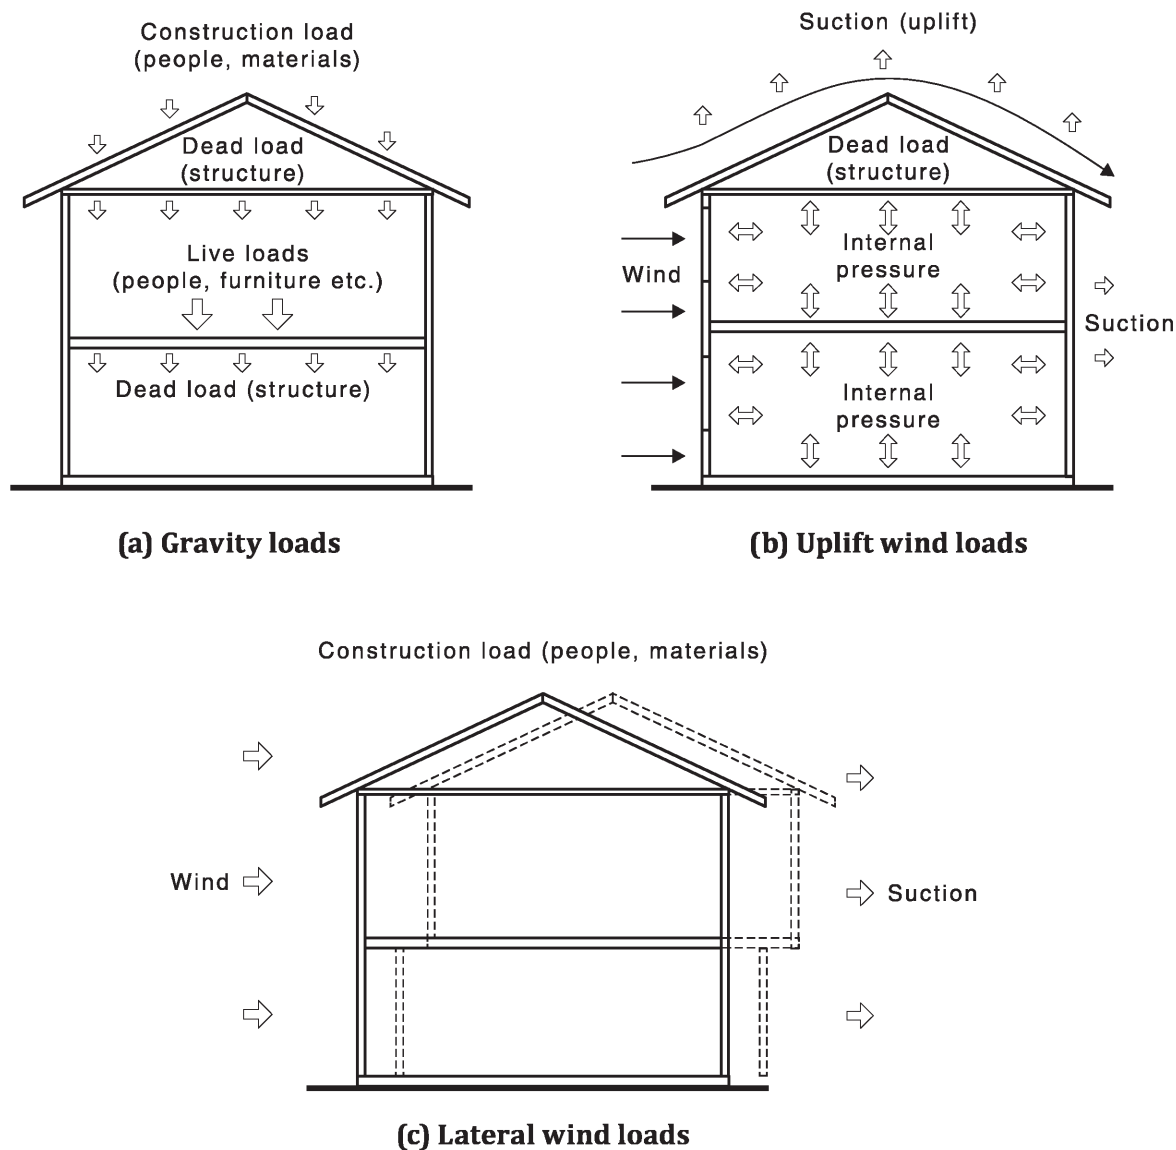 Construction load
(people, materials)
Dead load
(structure)
Live loads
(people, furniture etc.)
Dead load (structure)
(a) Gravity loads
Suction (uplift)
Dead load
(structure)
Internal
pressure
Wind
Suction
Internal
pressure
(b) Uplift wind loads
Construction load (people, materials)
Wind
Suction
(c) Lateral wind loads